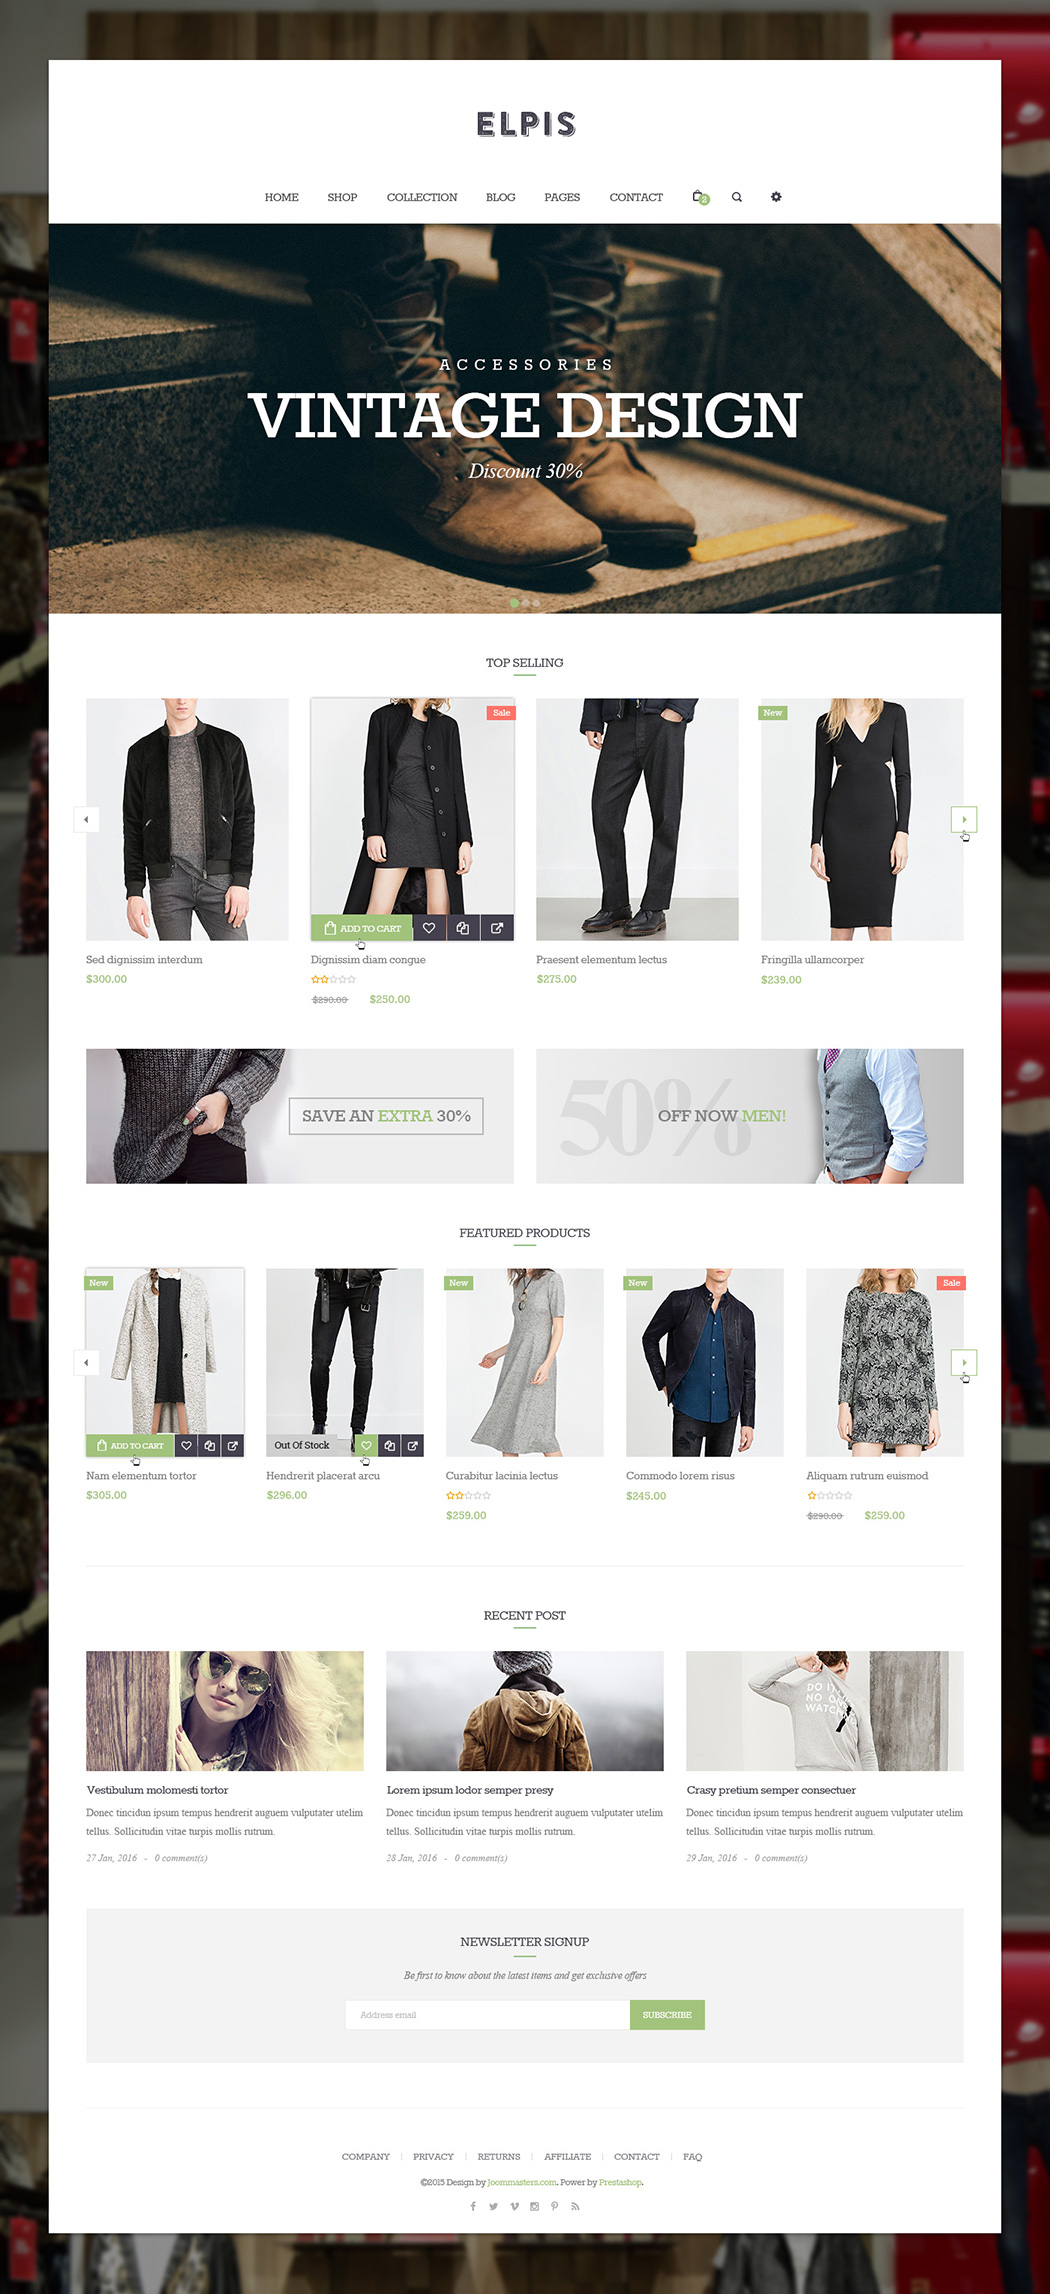 ELPIS
HOME SHOP COLLECTION BLOG PAGES CONTACT 2
ACCESSORIES
VINTAGE DESIGN
Discount 30%
TOP SELLING
Sale
New
ADD TO CART
Sed dignissim interdum
$300.00
Dignissim diam congue
$290.00 $250.00
Praesent elementum lectus
$275.00
Fringilla ullamcorper
$239.00
SAVE AN EXTRA 30%
50%
OFF NOW MEN!
FEATURED PRODUCTS
New
New
New
Sale
ADD TO CART
Out Of Stock
Nam elementum tortor
$305.00
Hendrerit placerat arcu
$296.00
Curabitur lacinia lectus
$259.00
Commodo lorem risus
$245.00
Aliquam rutrum euismod
$290.00 $259.00
RECENT POST
DO I
NO ON
WATCH
Vestibulum molomesti tortor
Donec tincidun ipsum tempus hendrerit auguem vulputater utelim
tellus. Sollicitudin vitae turpis mollis rutrum.
27 Jan, 2016 - 0 comment(s)
Lorem ipsum lodor semper presy
Donec tincidun ipsum tempus hendrerit auguem vulputater utelim
tellus. Sollicitudin vitae turpis mollis rutrum.
28 Jan, 2016 - 0 comment(s)
Crasy pretium semper consectuer
Donec tincidun ipsum tempus hendrerit auguem vulputater utelim
tellus. Sollicitudin vitae turpis mollis rutrum.
29 Jan, 2016 - 0 comment(s)
NEWSLETTER SIGNUP
Be first to know about the latest items and get exclusive offers
Address email SUBSCRIBE
COMPANY | PRIVACY | RETURNS | AFFILIATE | CONTACT | FAQ
©2015 Design by Joommasters.com. Power by Prestashop.